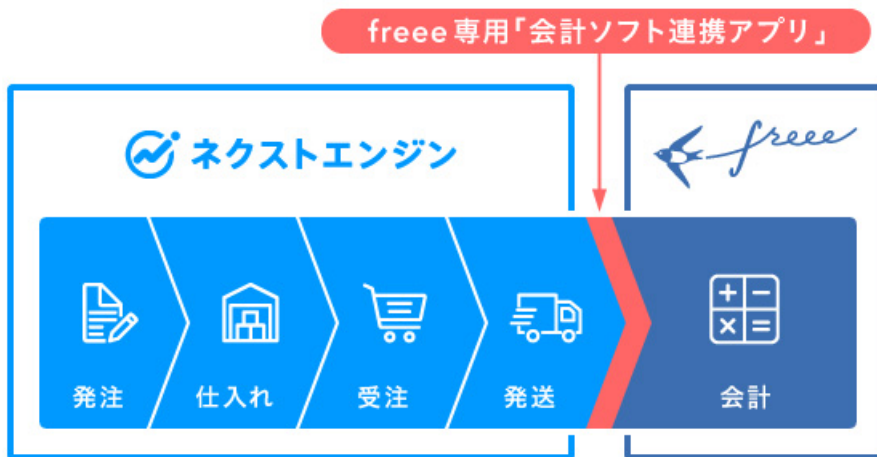 freee専用「会計ソフト連携アプリ」
ネクストエンジン
freee
発注
仕入れ
受注
発送
会計